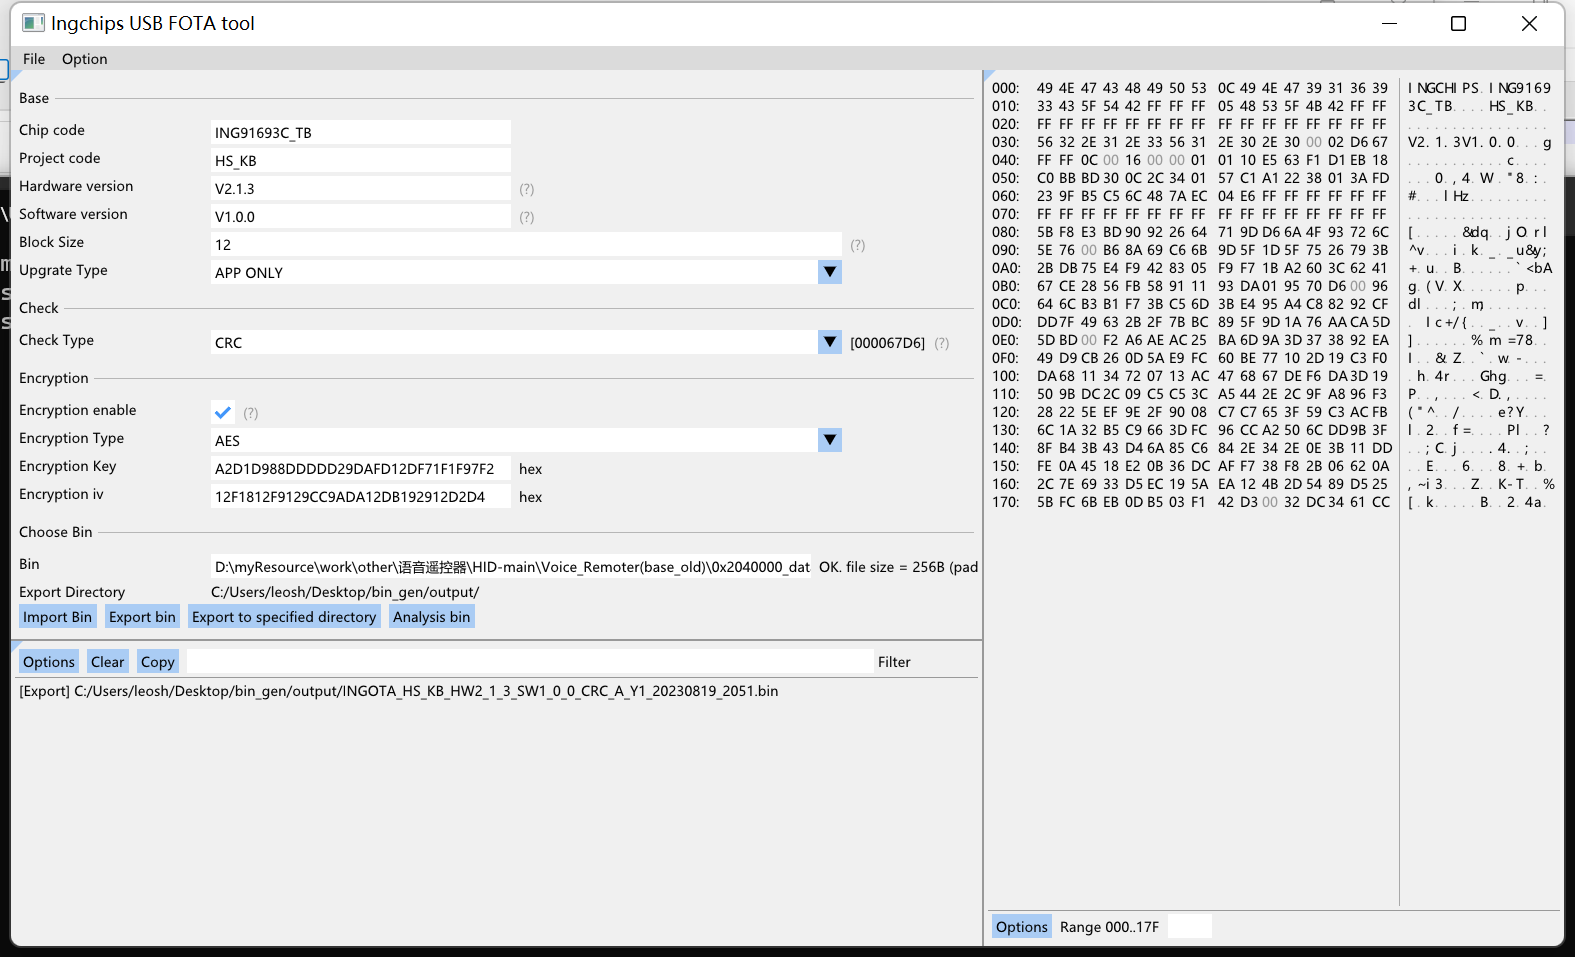 Ingchips USB FOTA tool
File Option
Base
Chip code ING91693C_TB
Project code HS_KB
Hardware version V2.1.3 (?)
Software version V1.0.0 (?)
Block Size 12 (?)
Upgrate Type APP ONLY
Check
Check Type CRC [000067D6] (?)
Encryption
Encryption enable (?)
Encryption Type AES
Encryption Key A2D1D988DDDDD29DAFD12DF71F1F97F2 hex
Encryption iv 12F1812F9129CC9ADA12DB192912D2D4 hex
Choose Bin
Bin D:\myResource\work\other\语音遥控器\HID-main\Voice_Remoter(base_old)\0x2040000_dat OK. file size = 256B (pad
Export Directory C:/Users/leosh/Desktop/bin_gen/output/
Import Bin Export bin Export to specified directory Analysis bin
Options Clear Copy Filter
[Export] C:/Users/leosh/Desktop/bin_gen/output/INGOTA_HS_KB_HW2_1_3_SW1_0_0_CRC_A_Y1_20230819_2051.bin
000: 49 4E 47 43 48 49 50 53 0C 49 4E 47 39 31 36 39 INGCHIPS.ING9169
010: 33 43 5F 54 42 FF FF FF 05 48 53 5F 4B 42 FF FF 3C_TB....HS_KB..
020: FF FF FF FF FF FF FF FF FF FF FF FF FF FF FF FF ................
030: 56 32 2E 31 2E 33 56 31 2E 30 2E 30 00 02 D6 67 V2.1.3V1.0.0...g
040: FF FF 0C 00 16 00 00 01 01 10 E5 63 F1 D1 EB 18 ...........c....
050: C0 BB BD 30 0C 2C 34 01 57 C1 A1 22 38 01 3A FD ...0.,4.W.."8.:.
060: 23 9F B5 C5 6C 48 7A EC 04 E6 FF FF FF FF FF FF #...lHz.........
070: FF FF FF FF FF FF FF FF FF FF FF FF FF FF FF FF ................
080: 5B F8 E3 BD 90 92 26 64 71 9D D6 6A 4F 93 72 6C [.....&dq..jO.rl
090: 5E 76 00 B6 8A 69 C6 6B 9D 5F 1D 5F 75 26 79 3B ^v...i.k._._u&y;
0A0: 2B DB 75 E4 F9 42 83 05 F9 F7 1B A2 60 3C 62 41 +.u..B......`<bA
0B0: 67 CE 28 56 FB 58 91 11 93 DA 01 95 70 D6 00 96 g.(V.X......p...
0C0: 64 6C B3 B1 F7 3B C5 6D 3B E4 95 A4 C8 82 92 CF dl...;.m;.......
0D0: DD 7F 49 63 2B 2F 7B BC 89 5F 9D 1A 76 AA CA 5D ..Ic+/{.._..v..]
0E0: 5D BD 00 F2 A6 AE AC 25 BA 6D 9A 3D 37 38 92 EA ]......%.m.=78..
0F0: 49 D9 CB 26 0D 5A E9 FC 60 BE 77 10 2D 19 C3 F0 I..&.Z..`.w.-...
100: DA 68 11 34 72 07 13 AC 47 68 67 DE F6 DA 3D 19 .h.4r...Ghg...=.
110: 50 9B DC 2C 09 C5 C5 3C A5 44 2E 2C 9F A8 96 F3 P..,...<.D.,....
120: 28 22 5E EF 9E 2F 90 08 C7 C7 65 3F 59 C3 AC FB ("^../....e?Y...
130: 6C 1A 32 B5 C9 66 3D FC 96 CC A2 50 6C DD 9B 3F l.2..f=....Pl..?
140: 8F B4 3B 43 D4 6A 85 C6 84 2E 34 2E 0E 3B 11 DD ..;C.j....4..;..
150: FE 0A 45 18 E2 0B 36 DC AF F7 38 F8 2B 06 62 0A ..E...6...8.+.b.
160: 2C 7E 69 33 D5 EC 19 5A EA 12 4B 2D 54 89 D5 25 ,~i3...Z..K-T..%
170: 5B FC 6B EB 0D B5 03 F1 42 D3 00 32 DC 34 61 CC [.k.....B..2.4a.
Options Range 000..17F